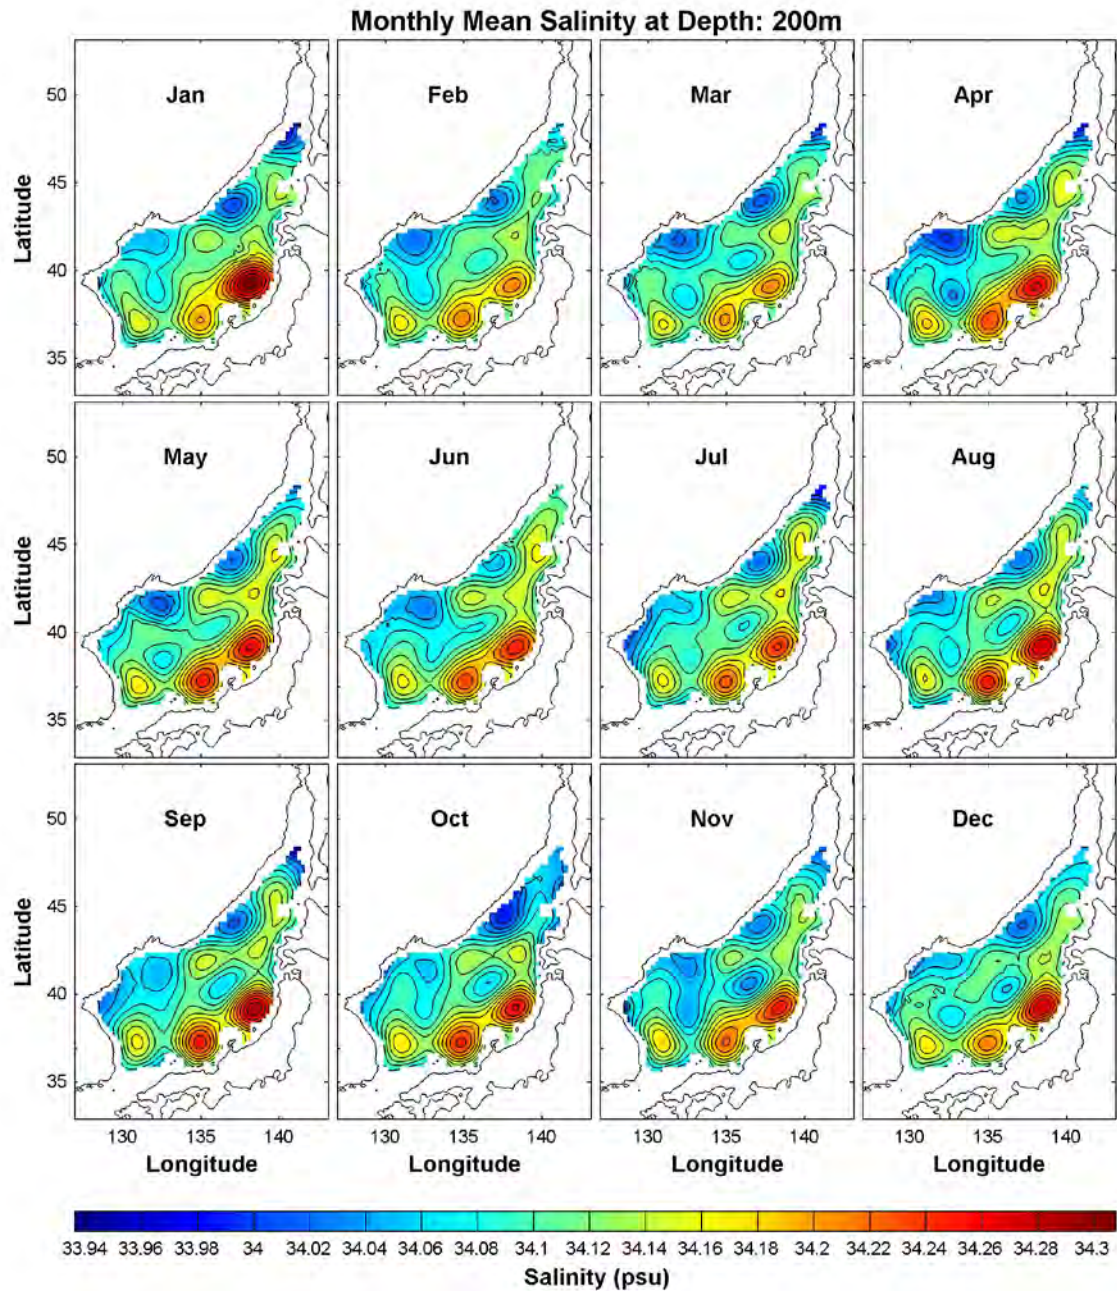 Monthly Mean Salinity at Depth: 200m
Jan Feb Mar Apr
50
45
40
35
Latitude
May Jun Jul Aug
50
45
40
35
Latitude
Sep Oct Nov Dec
50
45
40
35
Latitude
130 135 140 130 135 140 130 135 140 130 135 140
Longitude Longitude Longitude Longitude
33.94 33.96 33.98 34 34.02 34.04 34.06 34.08 34.1 34.12 34.14 34.16 34.18 34.2 34.22 34.24 34.26 34.28 34.3
Salinity (psu)